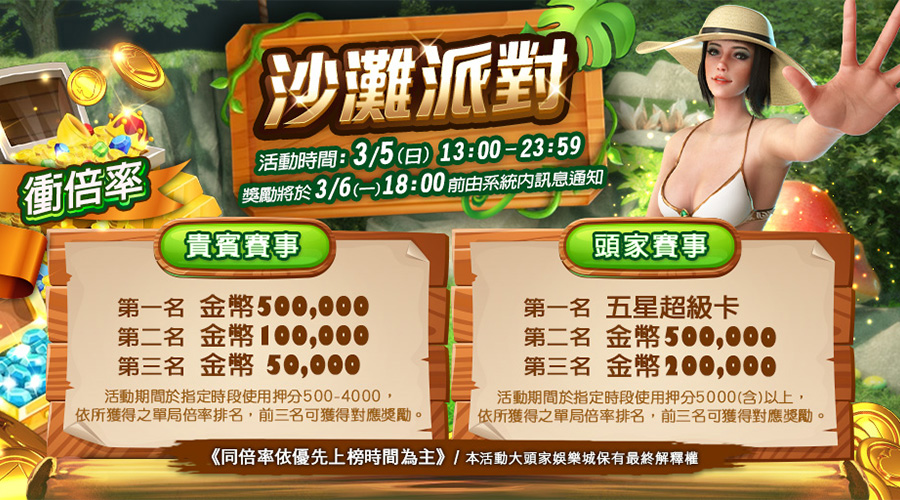 沙灘派對
活動時間：3/5(日) 13:00-23:59
獎勵將於 3/6(一)18:00 前由系統內訊息通知
衝倍率
貴賓賽事
第一名 金幣500,000
第二名 金幣100,000
第三名 金幣 50,000
活動期間於指定時段使用押分500-4000，
依所獲得之單局倍率排名，前三名可獲得對應獎勵。
頭家賽事
第一名 五星超級卡
第二名 金幣500,000
第三名 金幣200,000
活動期間於指定時段使用押分5000(含)以上，
依所獲得之單局倍率排名，前三名可獲得對應獎勵。
《同倍率依優先上榜時間為主》/ 本活動大頭家娛樂城保有最終解釋權